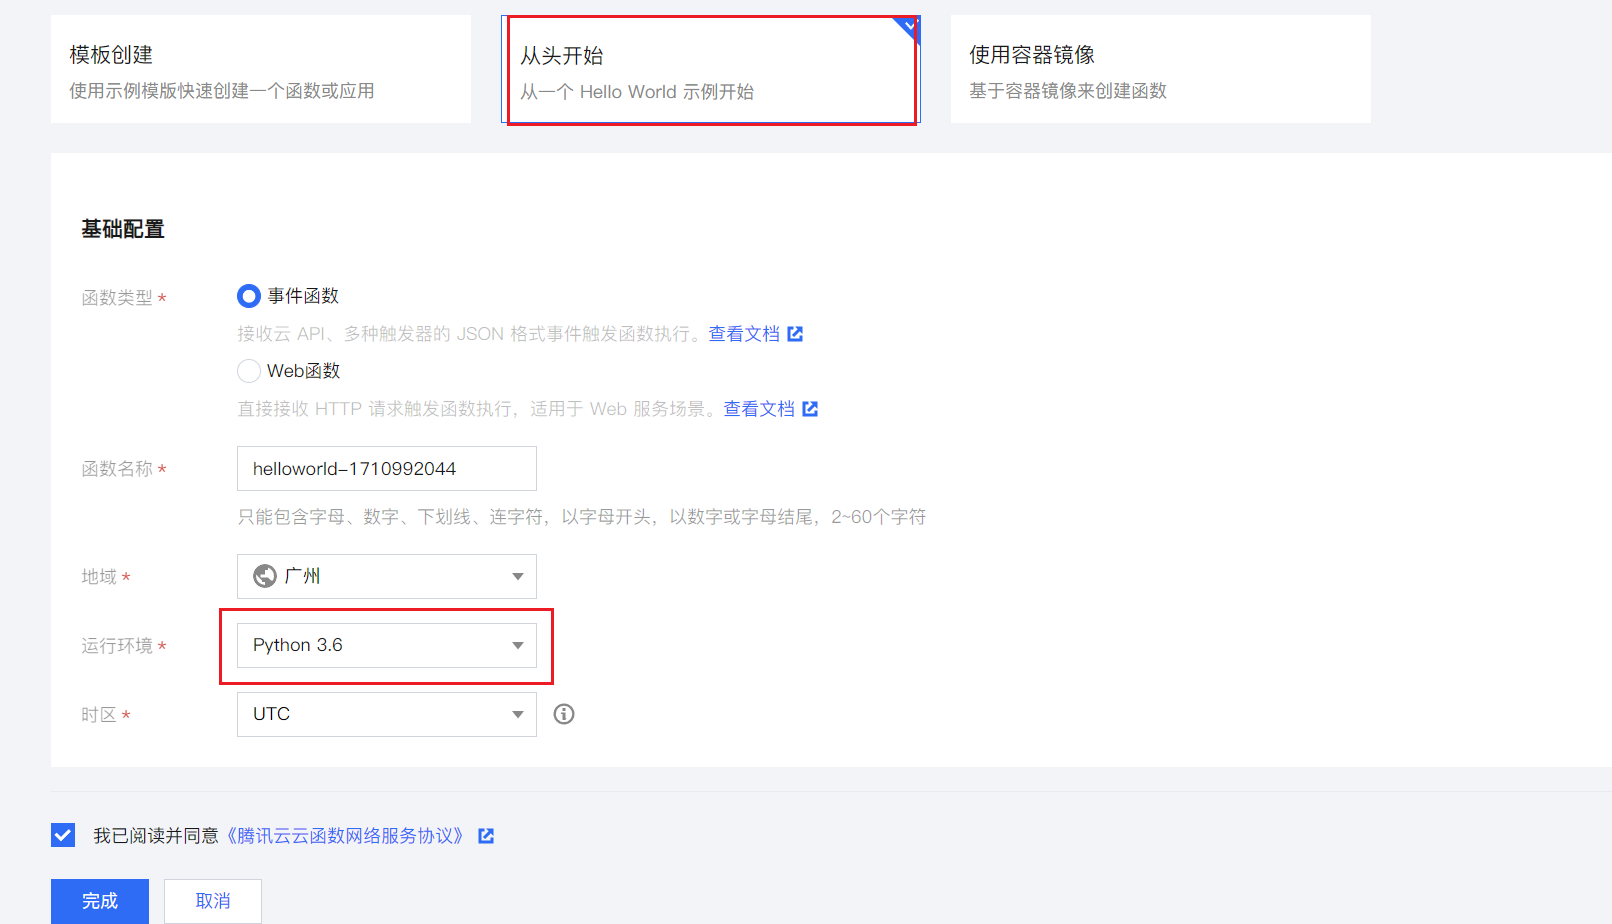 模板创建
使用示例模版快速创建一个函数或应用
从头开始
从一个 Hello World 示例开始
使用容器镜像
基于容器镜像来创建函数
基础配置
函数类型 *
事件函数
接收云 API、多种触发器的 JSON 格式事件触发函数执行。查看文档
Web函数
直接接收 HTTP 请求触发函数执行，适用于 Web 服务场景。查看文档
函数名称 *
helloworld-1710992044
只能包含字母、数字、下划线、连字符，以字母开头，以数字或字母结尾，2~60个字符
地域 *
广州
运行环境 *
Python 3.6
时区 *
UTC
我已阅读并同意《腾讯云云函数网络服务协议》
完成
取消